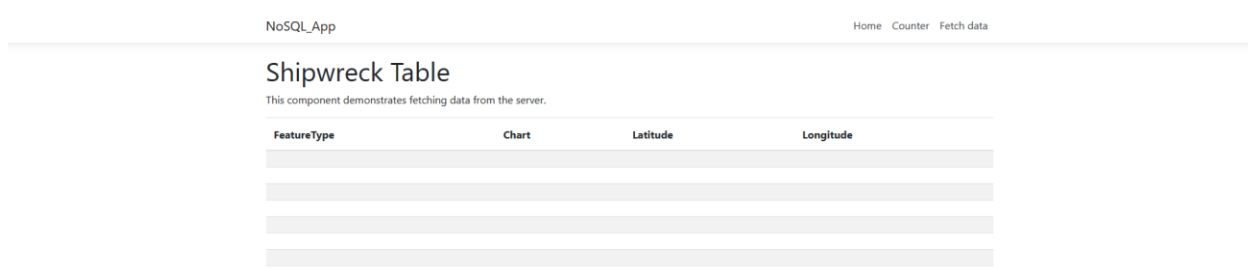 NoSQL_App Home Counter Fetch data
Shipwreck Table
This component demonstrates fetching data from the server.
FeatureType Chart Latitude Longitude